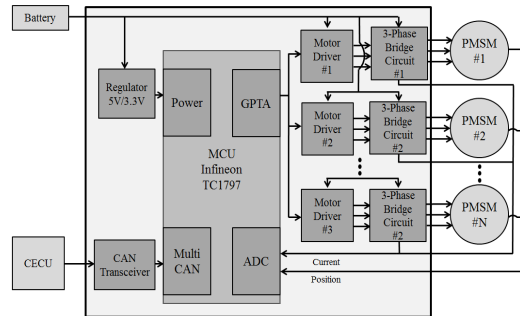 Battery
Regulator
5V/3.3V
Power
GPTA
MCU
Infineon
TC1797
Motor
Driver
#1
3-Phase
Bridge
Circuit
#1
PMSM
#1
Motor
Driver
#2
3-Phase
Bridge
Circuit
#2
PMSM
#2
Motor
Driver
#3
3-Phase
Bridge
Circuit
#2
PMSM
#N
CECU
CAN
Transceiver
Multi
CAN
ADC
Current
Position